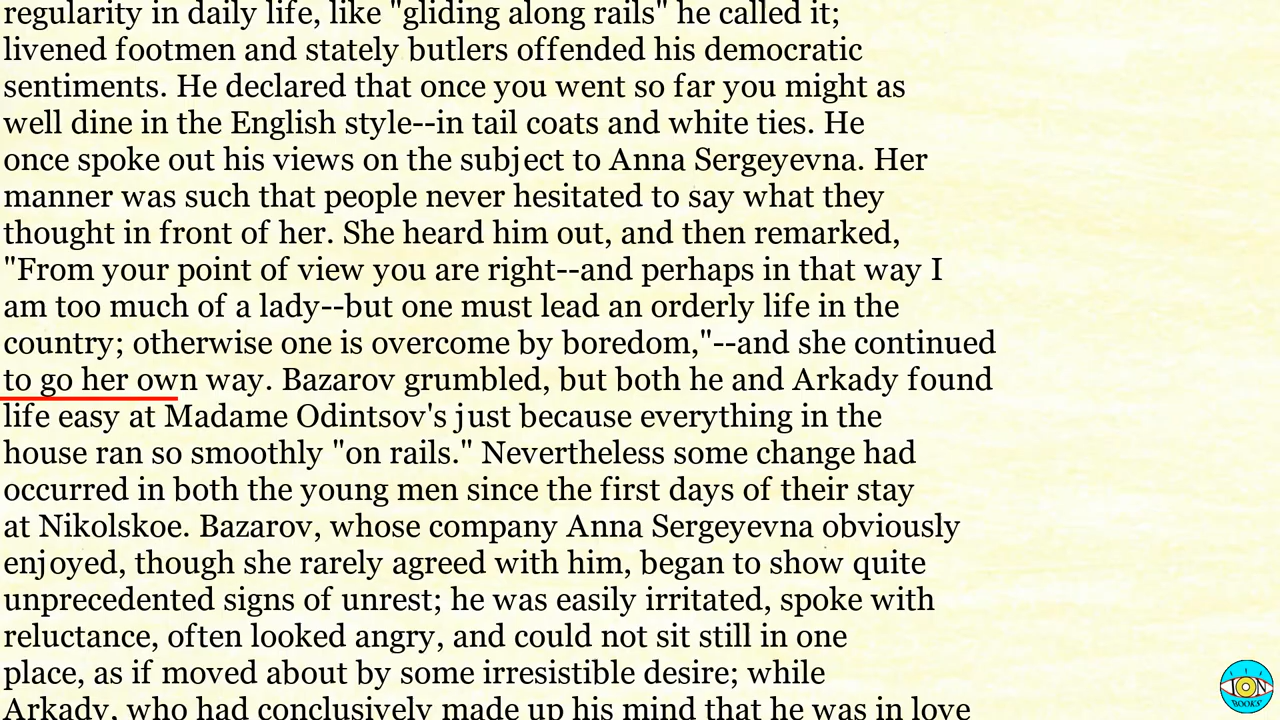 regularity in daily life, like "gliding along rails" he called it;
livened footmen and stately butlers offended his democratic
sentiments. He declared that once you went so far you might as
well dine in the English style--in tail coats and white ties. He
once spoke out his views on the subject to Anna Sergeyevna. Her
manner was such that people never hesitated to say what they
thought in front of her. She heard him out, and then remarked,
"From your point of view you are right--and perhaps in that way I
am too much of a lady--but one must lead an orderly life in the
country; otherwise one is overcome by boredom,"--and she continued
to go her own way. Bazarov grumbled, but both he and Arkady found
life easy at Madame Odintsov's just because everything in the
house ran so smoothly "on rails." Nevertheless some change had
occurred in both the young men since the first days of their stay
at Nikolskoe. Bazarov, whose company Anna Sergeyevna obviously
enjoyed, though she rarely agreed with him, began to show quite
unprecedented signs of unrest; he was easily irritated, spoke with
reluctance, often looked angry, and could not sit still in one
place, as if moved about by some irresistible desire; while
Arkady, who had conclusively made up his mind that he was in love
ION
BOOKS